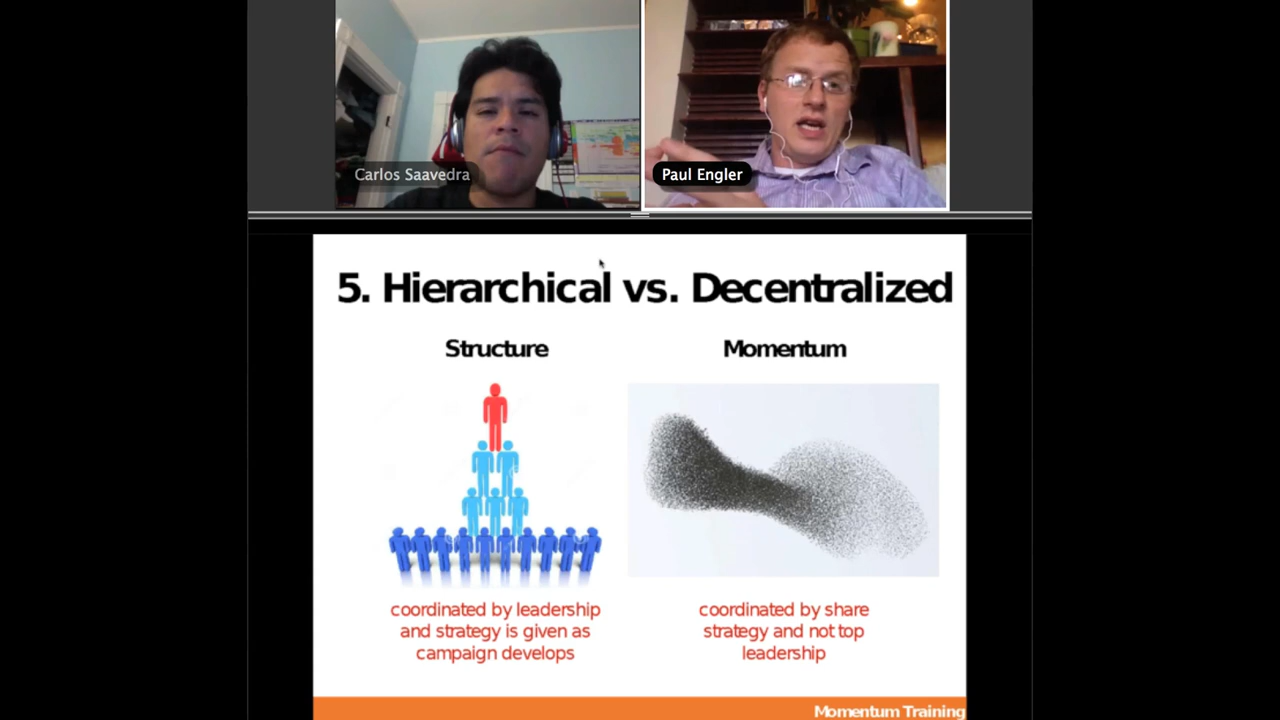 Carlos Saavedra
Paul Engler
5. Hierarchical vs. Decentralized
Structure
Momentum
coordinated by leadership
and strategy is given as
campaign develops
coordinated by share
strategy and not top
leadership
Momentum Training